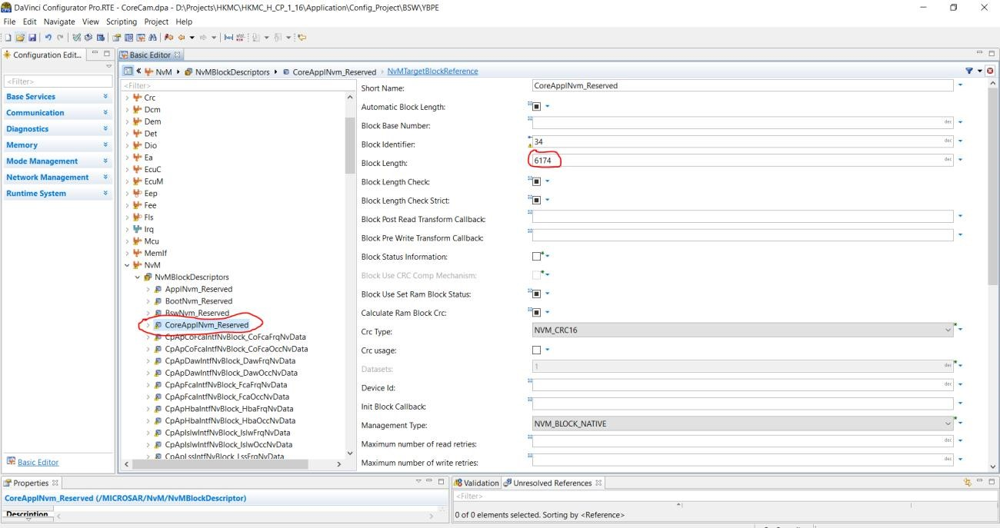 DaVinci Configurator Pro.RTE - CoreCam.dpa - D:\Projects\HKMC\HKMC_H_CP_1_16\Application\Config_Project\BSW\YBPE
File Edit Navigate View Scripting Project Help
Configuration Edit...
<Filter>
Base Services
Communication
Diagnostics
Memory
Mode Management
Network Management
Runtime System
Basic Editor
Basic Editor
NvM NvMBlockDescriptors CoreApplNvm_Reserved NvMTargetBlockReference
<Filter>
Crc
Dcm
Dem
Det
Dio
Ea
EcuC
EcuM
Eep
Fee
Fls
Irq
Mcu
MemIf
NvM
NvMBlockDescriptors
ApplNvm_Reserved
BootNvm_Reserved
BswNvm_Reserved
CoreApplNvm_Reserved
CpApCoFcaIntfNvBlock_CoFcaFrqNvData
CpApCoFcaIntfNvBlock_CoFcaOccNvData
CpApDawIntfNvBlock_DawFrqNvData
CpApDawIntfNvBlock_DawOccNvData
CpApFcaIntfNvBlock_FcaFrqNvData
CpApFcaIntfNvBlock_FcaOccNvData
CpApHbaIntfNvBlock_HbaFrqNvData
CpApHbaIntfNvBlock_HbaOccNvData
CpApIslwIntfNvBlock_IslwFrqNvData
CpApIslwIntfNvBlock_IslwOccNvData
CpApLssIntfNvBlock_LssFrqNvData
Short Name: CoreApplNvm_Reserved
Automatic Block Length:
Block Base Number: dec
Block Identifier: 34 dec
Block Length: 6174 dec
Block Length Check:
Block Length Check Strict:
Block Post Read Transform Callback:
Block Pre Write Transform Callback:
Block Status Information:
Block Use CRC Comp Mechanism:
Block Use Set Ram Block Status:
Calculate Ram Block Crc:
Crc Type: NVM_CRC16
Crc usage:
Datasets: 1 dec
Device Id: dec
Init Block Callback:
Management Type: NVM_BLOCK_NATIVE
Maximum number of read retries: dec
Maximum number of write retries: dec
Properties
CoreApplNvm_Reserved (/MICROSAR/NvM/NvMBlockDescriptor)
Description
Validation Unresolved References
<Filter>
0 of 0 elements selected. Sorting by <Reference>